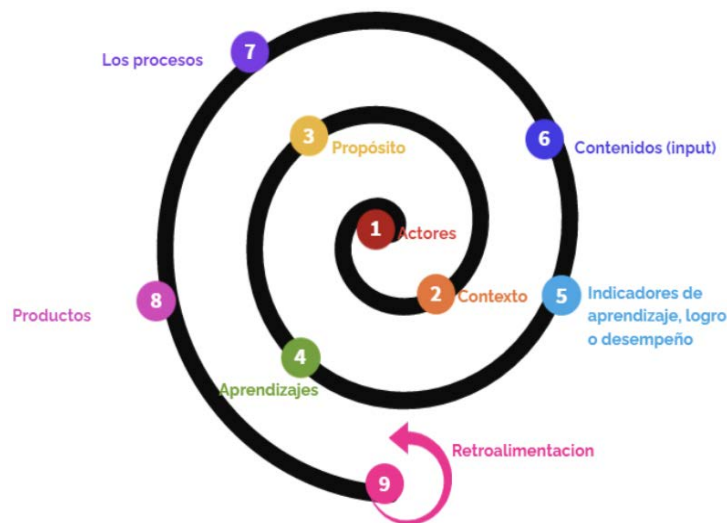 1
Actores
2
Contexto
3
Propósito
4
Aprendizajes
5
Indicadores de
aprendizaje, logro
o desempeño
6
Contenidos (input)
7
Los procesos
8
Productos
9
Retroalimentacion